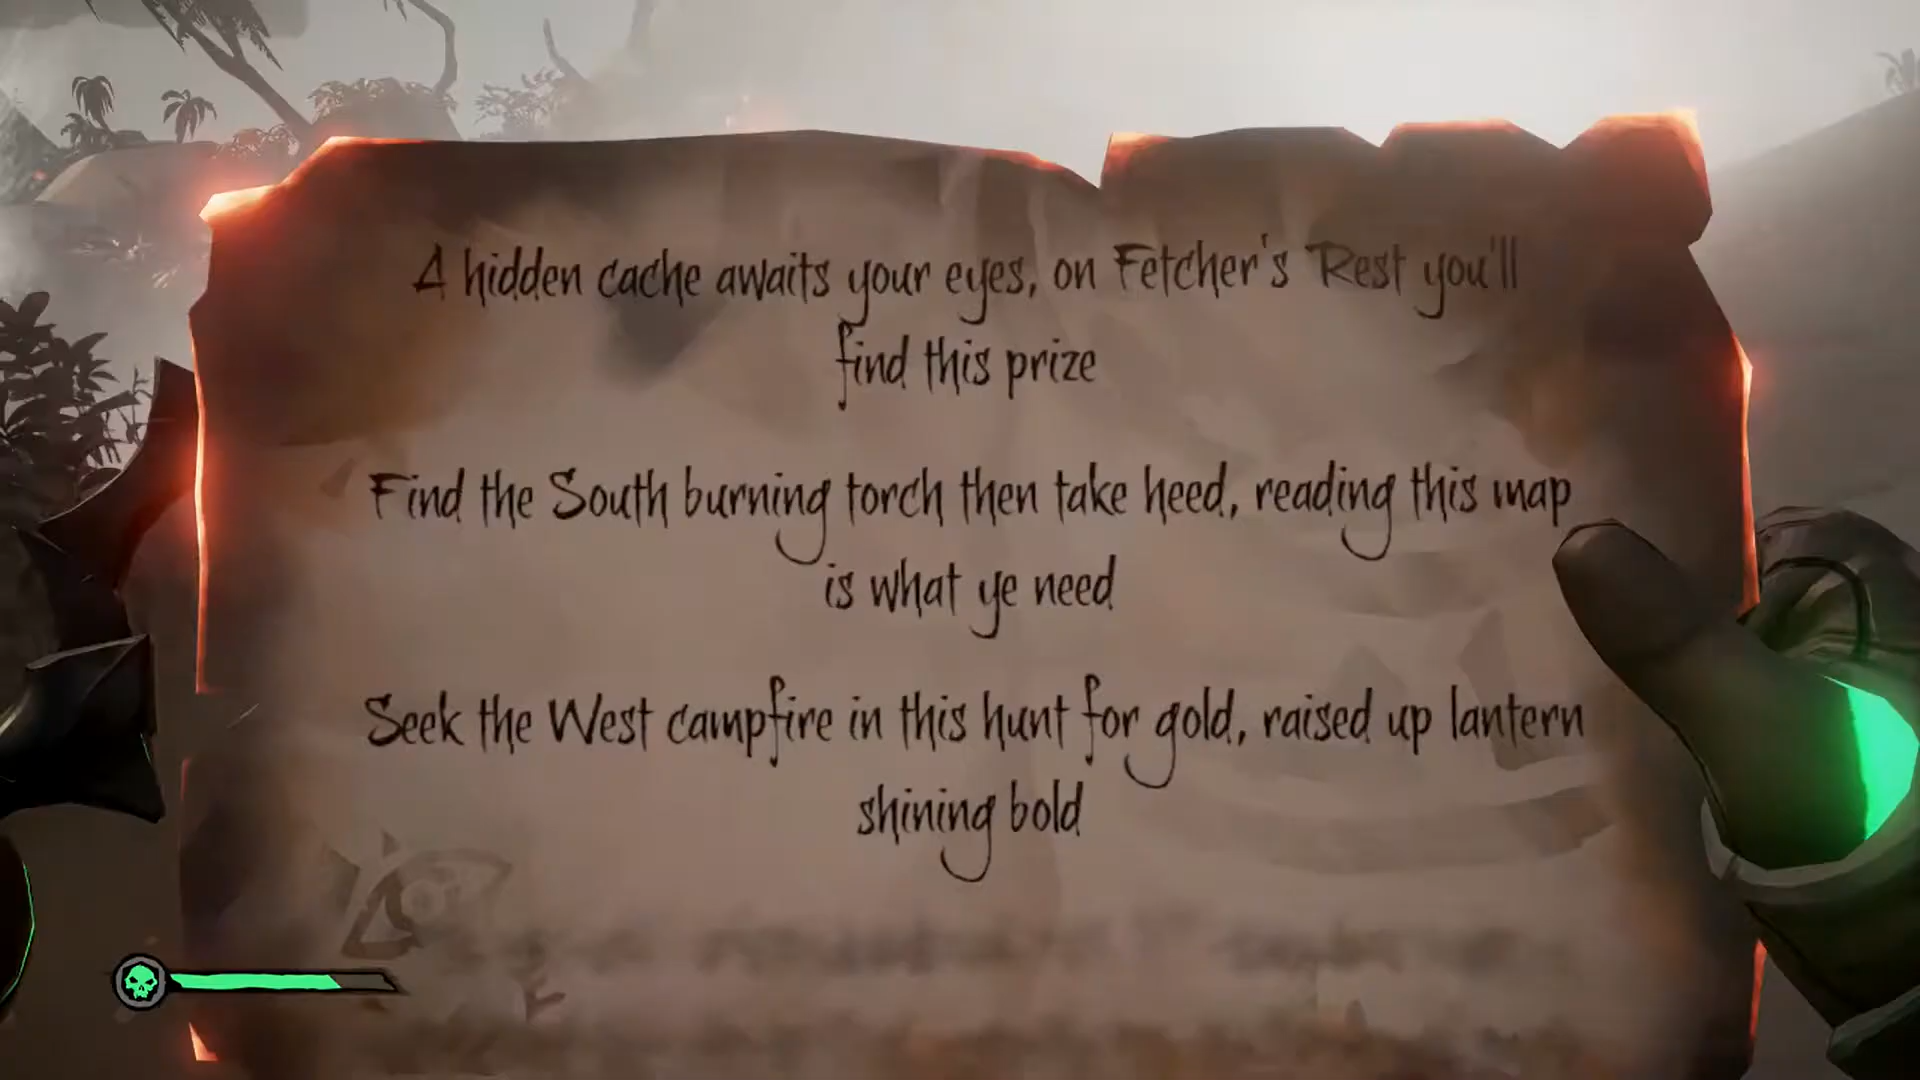 A hidden cache awaits your eyes, on Fetcher's Rest you'll
find this prize
Find the South burning torch then take heed, reading this map
is what ye need
Seek the West campfire in this hunt for gold, raised up lantern
shining bold